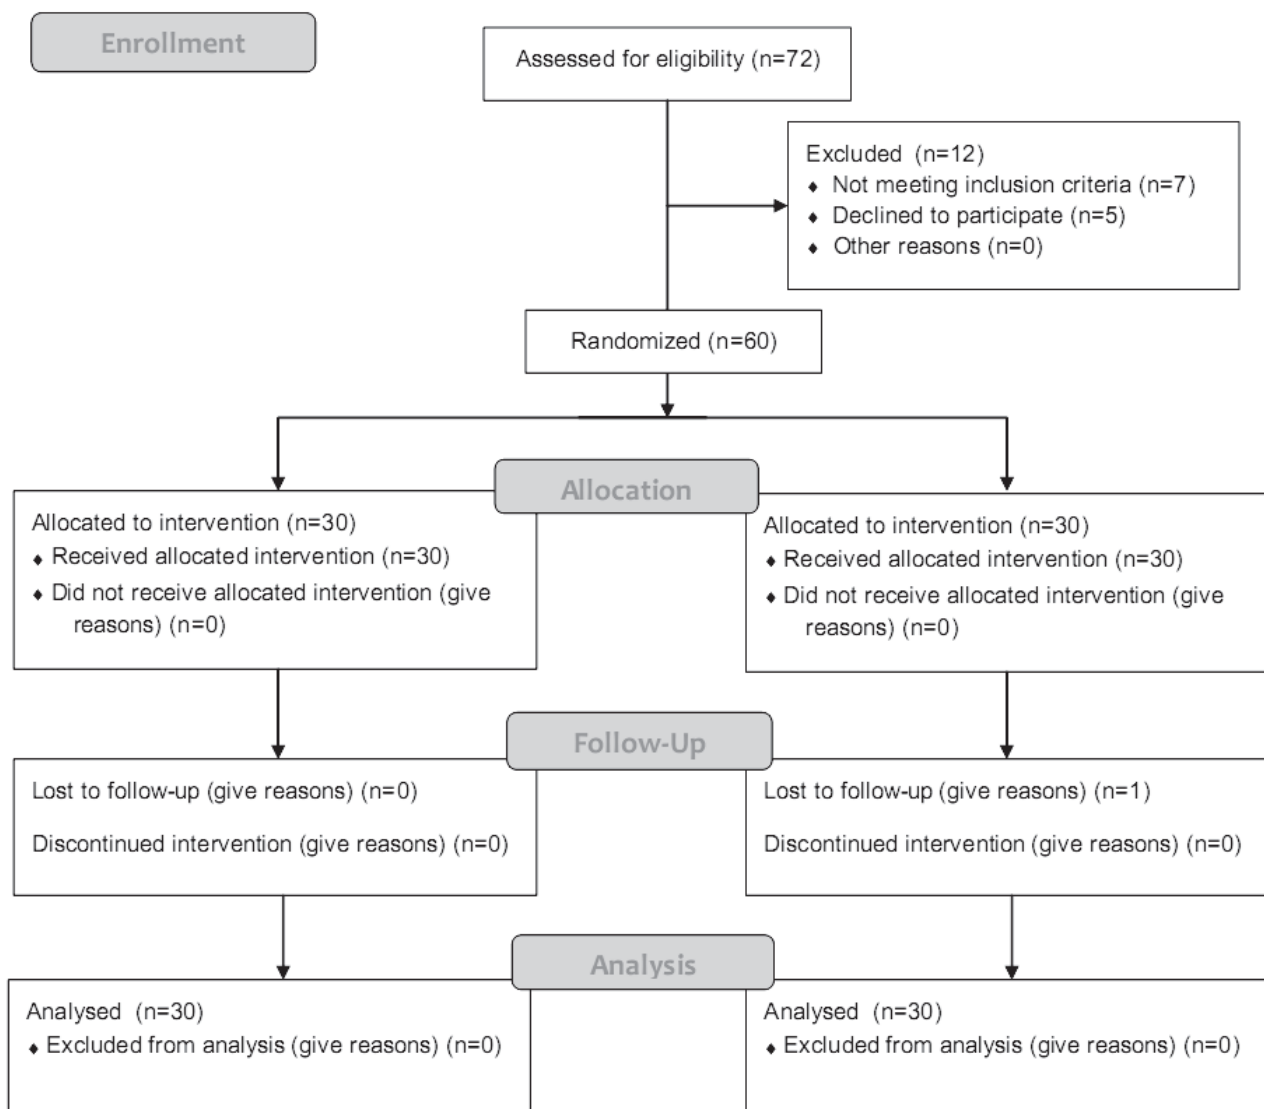 Enrollment
Assessed for eligibility (n=72)
Excluded (n=12)
♦ Not meeting inclusion criteria (n=7)
♦ Declined to participate (n=5)
♦ Other reasons (n=0)
Randomized (n=60)
Allocation
Allocated to intervention (n=30)
♦ Received allocated intervention (n=30)
♦ Did not receive allocated intervention (give
reasons) (n=0)
Allocated to intervention (n=30)
♦ Received allocated intervention (n=30)
♦ Did not receive allocated intervention (give
reasons) (n=0)
Follow-Up
Lost to follow-up (give reasons) (n=0)
Discontinued intervention (give reasons) (n=0)
Lost to follow-up (give reasons) (n=1)
Discontinued intervention (give reasons) (n=0)
Analysis
Analysed (n=30)
♦ Excluded from analysis (give reasons) (n=0)
Analysed (n=30)
♦ Excluded from analysis (give reasons) (n=0)